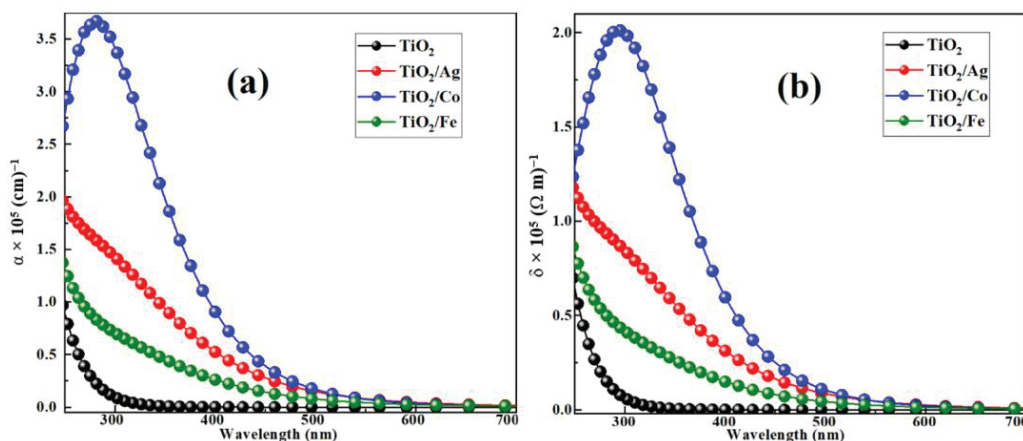 (a)
TiO₂
TiO₂/Ag
TiO₂/Co
TiO₂/Fe
α × 10⁵ (cm)⁻¹
3.5
3.0
2.5
2.0
1.5
1.0
0.5
0.0
300 400 500 600 700
Wavelength (nm)
(b)
TiO₂
TiO₂/Ag
TiO₂/Co
TiO₂/Fe
δ × 10⁵ (Ω m)⁻¹
2.0
1.5
1.0
0.5
0.0
300 400 500 600 700
Wavelength (nm)